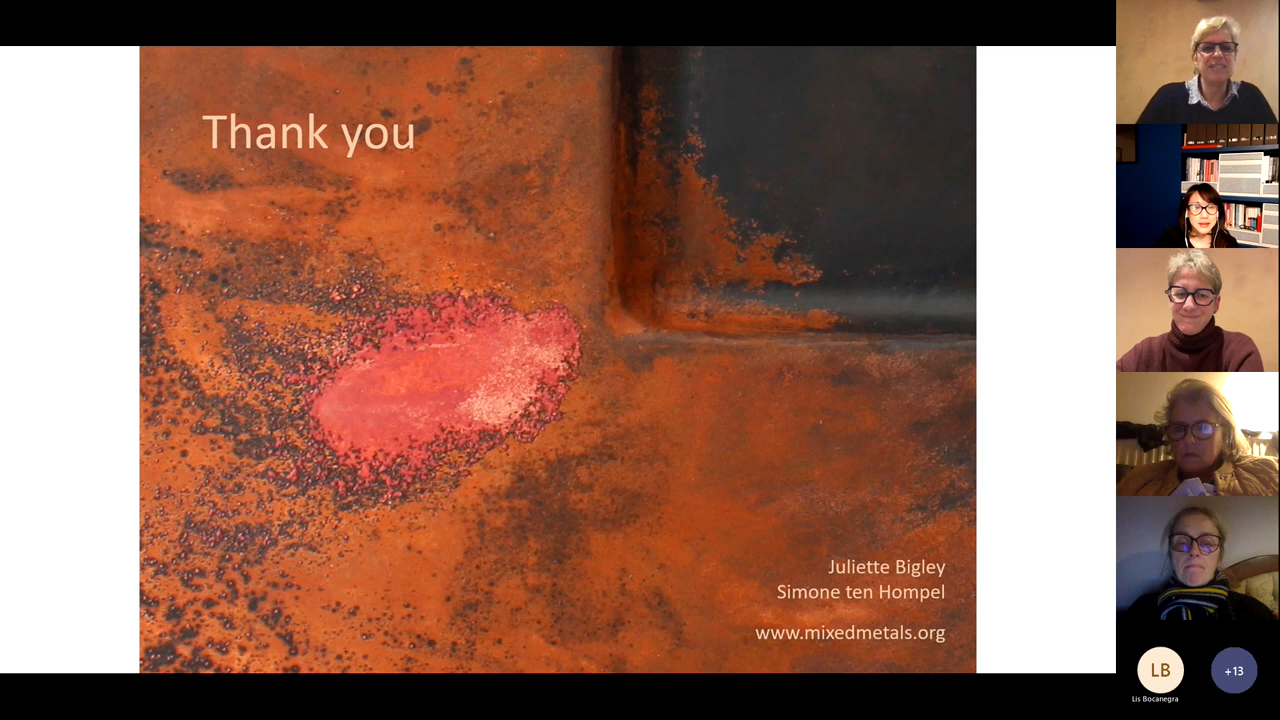 Thank you
Juliette Bigley
Simone ten Hompel
www.mixedmetals.org
LB
+13
Lis Bocanegra